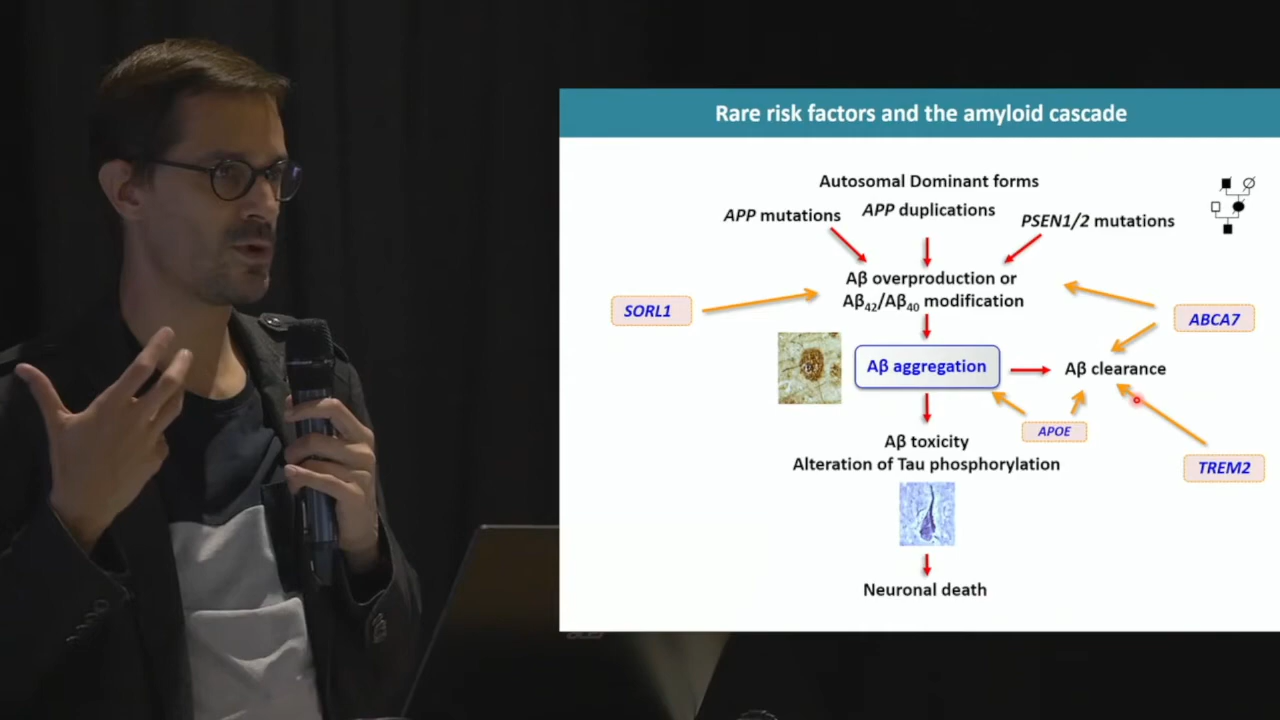 Rare risk factors and the amyloid cascade
Autosomal Dominant forms
APP mutations
APP duplications
PSEN1/2 mutations
Aβ overproduction or
Aβ42/Aβ40 modification
SORL1
ABCA7
Aβ aggregation
Aβ clearance
APOE
Aβ toxicity
Alteration of Tau phosphorylation
TREM2
Neuronal death